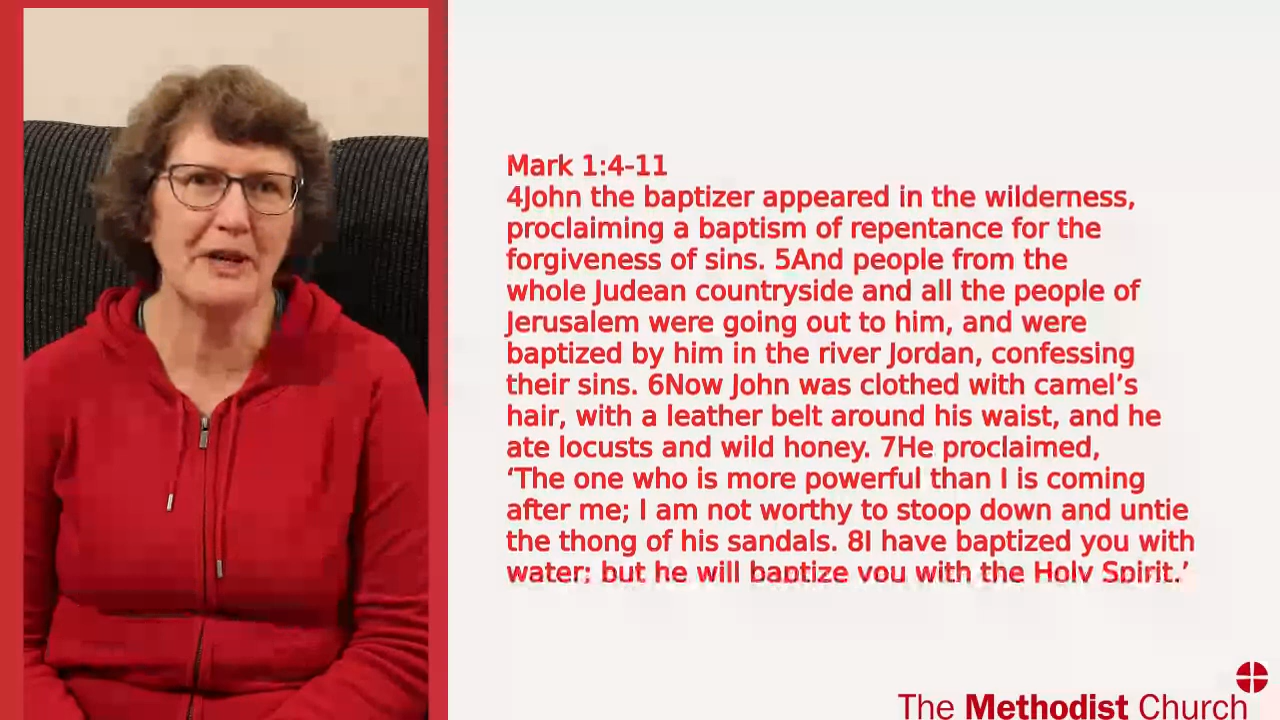 Mark 1:4-11
4John the baptizer appeared in the wilderness,
proclaiming a baptism of repentance for the
forgiveness of sins. 5And people from the
whole Judean countryside and all the people of
Jerusalem were going out to him, and were
baptized by him in the river Jordan, confessing
their sins. 6Now John was clothed with camel’s
hair, with a leather belt around his waist, and he
ate locusts and wild honey. 7He proclaimed,
‘The one who is more powerful than I is coming
after me; I am not worthy to stoop down and untie
the thong of his sandals. 8I have baptized you with
water; but he will baptize you with the Holy Spirit.’
The Methodist Church